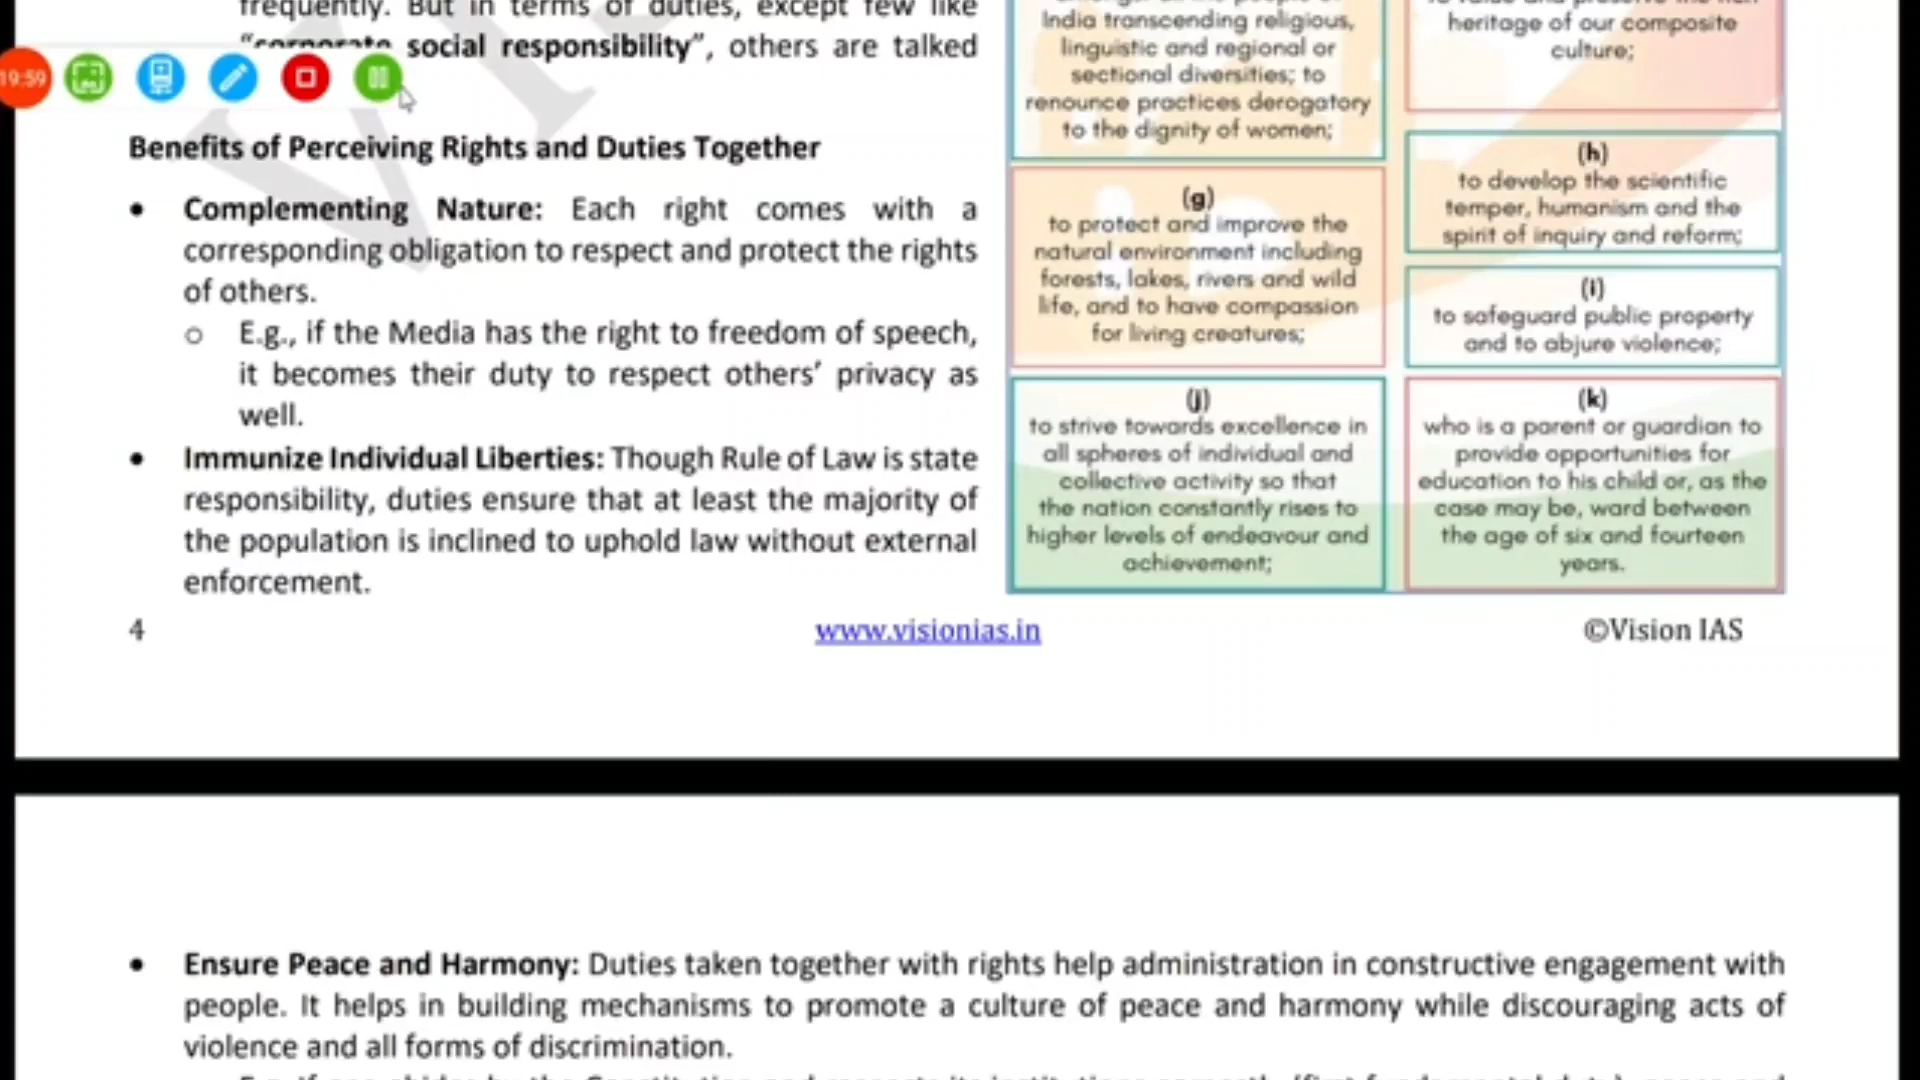 frequently. But in terms of duties, except few like
"corporate social responsibility", others are talked
19:59
Benefits of Perceiving Rights and Duties Together
• Complementing Nature: Each right comes with a
corresponding obligation to respect and protect the rights
of others.
o E.g., if the Media has the right to freedom of speech,
it becomes their duty to respect others' privacy as
well.
• Immunize Individual Liberties: Though Rule of Law is state
responsibility, duties ensure that at least the majority of
the population is inclined to uphold law without external
enforcement.
India transcending religious,
linguistic and regional or
sectional diversities; to
renounce practices derogatory
to the dignity of women;
heritage of our composite
culture;
(g)
to protect and improve the
natural environment including
forests, lakes, rivers and wild
life, and to have compassion
for living creatures;
(h)
to develop the scientific
temper, humanism and the
spirit of inquiry and reform;
(i)
to safeguard public property
and to abjure violence;
(j)
to strive towards excellence in
all spheres of individual and
collective activity so that
the nation constantly rises to
higher levels of endeavour and
achievement;
(k)
who is a parent or guardian to
provide opportunities for
education to his child or, as the
case may be, ward between
the age of six and fourteen
years.
4
www.visionias.in
©Vision IAS
• Ensure Peace and Harmony: Duties taken together with rights help administration in constructive engagement with
people. It helps in building mechanisms to promote a culture of peace and harmony while discouraging acts of
violence and all forms of discrimination.